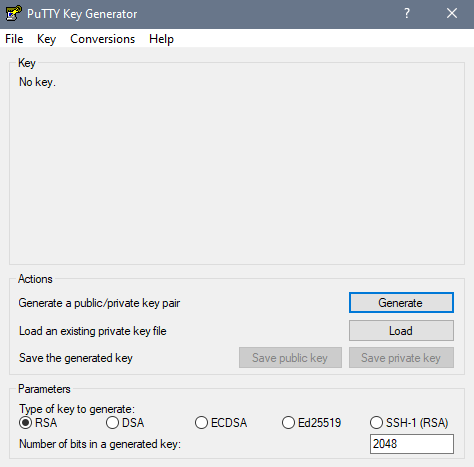 PuTTY Key Generator ?
File Key Conversions Help
Key
No key.
Actions
Generate a public/private key pair Generate
Load an existing private key file Load
Save the generated key Save public key Save private key
Parameters
Type of key to generate:
RSA DSA ECDSA Ed25519 SSH-1 (RSA)
Number of bits in a generated key: 2048